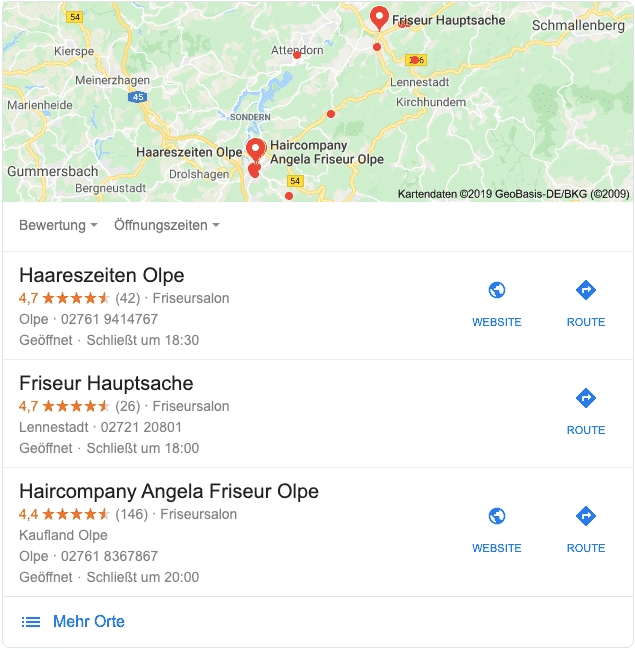 54
Friseur Hauptsache
Schmallenberg
Kierspe
Attendorn
Meinerzhagen
Lennestadt
45
Marienheide
Kirchhundem
SONDERN
Haareszeiten Olpe
Haircompany
Angela Friseur Olpe
Gummersbach
Drolshagen
Bergneustadt
54
Kartendaten ©2019 GeoBasis-DE/BKG (©2009)
Bewertung Öffnungszeiten
Haareszeiten Olpe
4,7 (42) · Friseursalon
Olpe · 02761 9414767
WEBSITE ROUTE
Geöffnet · Schließt um 18:30
Friseur Hauptsache
4,7 (26) · Friseursalon
Lennestadt · 02721 20801
ROUTE
Geöffnet · Schließt um 18:00
Haircompany Angela Friseur Olpe
4,4 (146) · Friseursalon
Kaufland Olpe
WEBSITE ROUTE
Olpe · 02761 8367867
Geöffnet · Schließt um 20:00
Mehr Orte